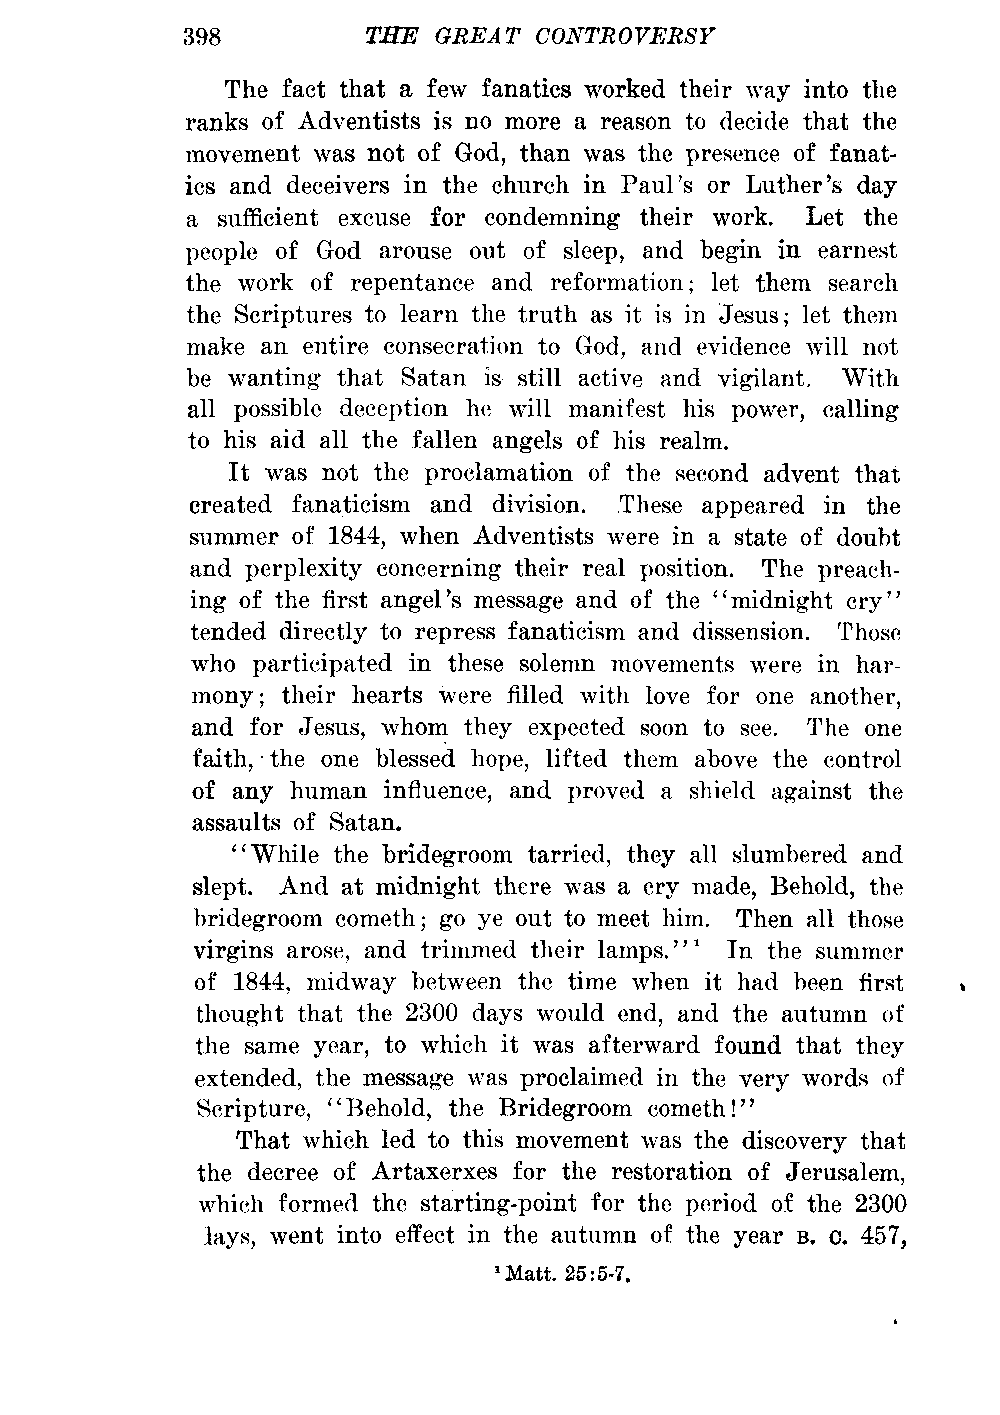 398 THE GREAT CONTROVERSY
The fact that a few fanatics worked their way into the
ranks of Adventists is no more a reason to decide that the
movement was not of God, than was the presence of fanat-
ics and deceivers in the church in Paul's or Luther's day
a sufficient excuse for condemning their work. Let the
people of God arouse out of sleep, and begin in earnest
the work of repentance and reformation; let them search
the Scriptures to learn the truth as it is in Jesus; let them
make an entire consecration to God, and evidence will not
be wanting that Satan is still active and vigilant. With
all possible deception he will manifest his power, calling
to his aid all the fallen angels of his realm.
It was not the proclamation of the second advent that
created fanaticism and division. These appeared in the
summer of 1844, when Adventists were in a state of doubt
and perplexity concerning their real position. The preach-
ing of the first angel's message and of the "midnight cry"
tended directly to repress fanaticism and dissension. Those
who participated in these solemn movements were in har-
mony; their hearts were filled with love for one another,
and for Jesus, whom they expected soon to see. The one
faith, the one blessed hope, lifted them above the control
of any human influence, and proved a shield against the
assaults of Satan.
"While the bridegroom tarried, they all slumbered and
slept. And at midnight there was a cry made, Behold, the
bridegroom cometh; go ye out to meet him. Then all those
virgins arose, and trimmed their lamps."¹ In the summer
of 1844, midway between the time when it had been first
thought that the 2300 days would end, and the autumn of
the same year, to which it was afterward found that they
extended, the message was proclaimed in the very words of
Scripture, "Behold, the Bridegroom cometh!"
That which led to this movement was the discovery that
the decree of Artaxerxes for the restoration of Jerusalem,
which formed the starting-point for the period of the 2300
lays, went into effect in the autumn of the year B. C. 457,
¹ Matt. 25:5-7.